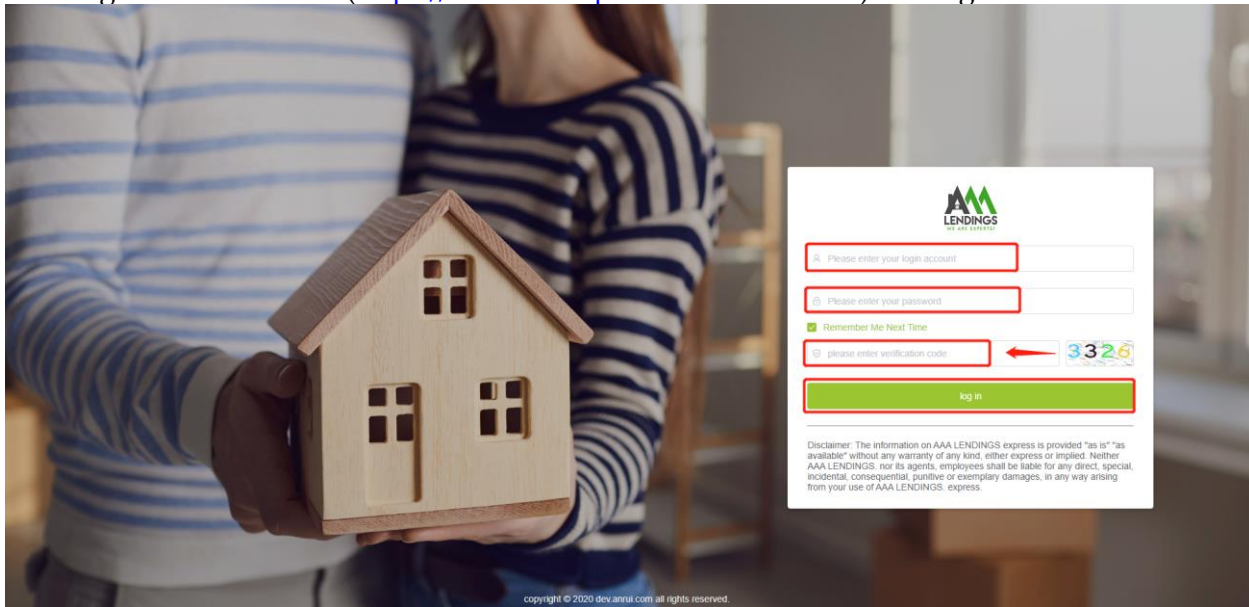 AAA
LENDINGS
WE ARE EXPERTS!
Please enter your login account
Please enter your password
Remember Me Next Time
please enter verification code
3326
log in
Disclaimer: The information on AAA LENDINGS express is provided "as is" "as
available" without any warranty of any kind, either express or implied. Neither
AAA LENDINGS. nor its agents, employees shall be liable for any direct, special,
incidental, consequential, punitive or exemplary damages, in any way arising
from your use of AAA LENDINGS. express.
copyright © 2020 dev.anrui.com all rights reserved.